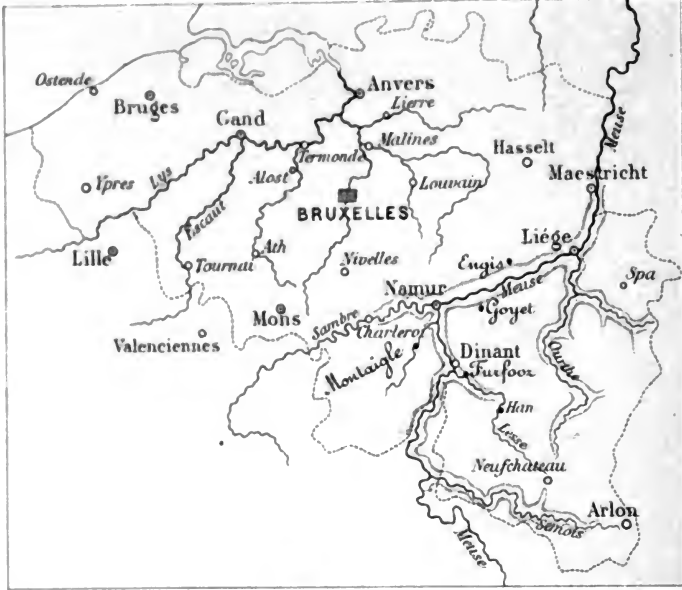 Ostende
Bruges
Anvers
Lierre
Gand
Meuse
Termonde
Malines
Hasselt
Alost
Louvain
Maestricht
Ypres
Lys
Escaut
BRUXELLES
Lille
Tournai
Ath
Nivelles
Engis
Liége
Spa
Namur
Meuse
Goyet
Mons
Sambre
Charleroi
Valenciennes
Montaigle
Dinant
Furfooz
Ourthe
Han
Lesse
Neufchateau
Semois
Arlon
Meuse